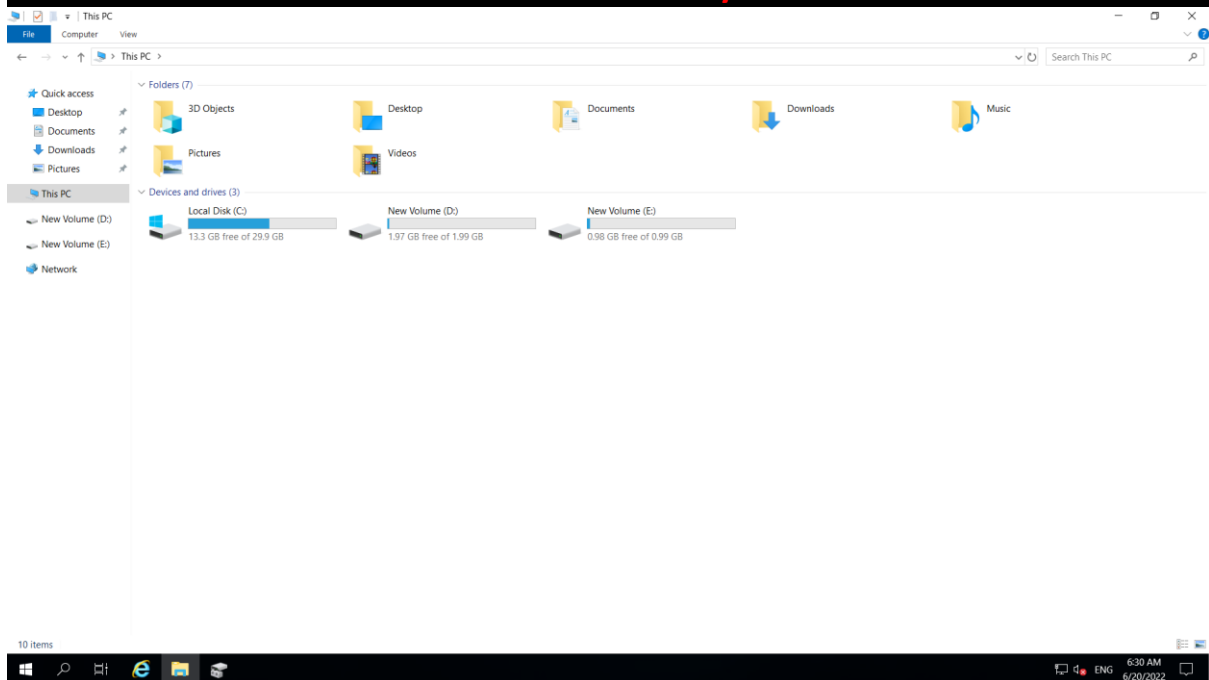 This PC
File Computer View
This PC
Search This PC
Quick access
Desktop
Documents
Downloads
Pictures
This PC
New Volume (D:)
New Volume (E:)
Network
Folders (7)
3D Objects Desktop Documents Downloads Music
Pictures Videos
Devices and drives (3)
Local Disk (C:) New Volume (D:) New Volume (E:)
13.3 GB free of 29.9 GB 1.97 GB free of 1.99 GB 0.98 GB free of 0.99 GB
10 items
ENG 6:30 AM
6/20/2022